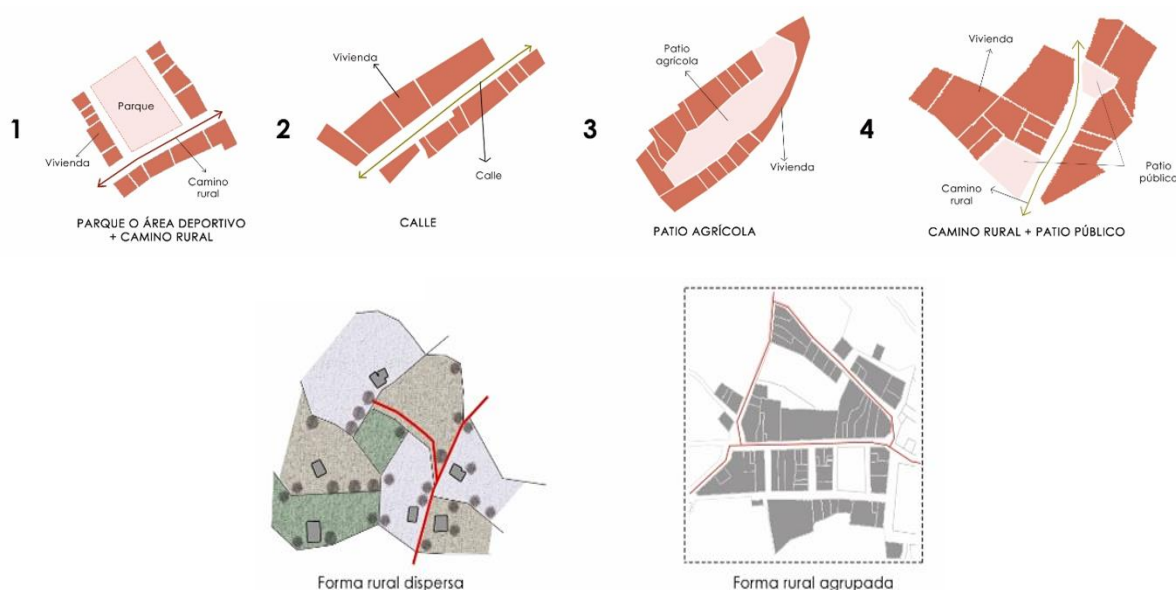 1
Parque
Vivienda
Camino
rural
PARQUE O ÁREA DEPORTIVO
+ CAMINO RURAL
2
Vivienda
Calle
CALLE
3
Patio
agrícola
Vivienda
PATIO AGRÍCOLA
4
Vivienda
Camino
rural
Patio
público
CAMINO RURAL + PATIO PÚBLICO
Forma rural dispersa
Forma rural agrupada